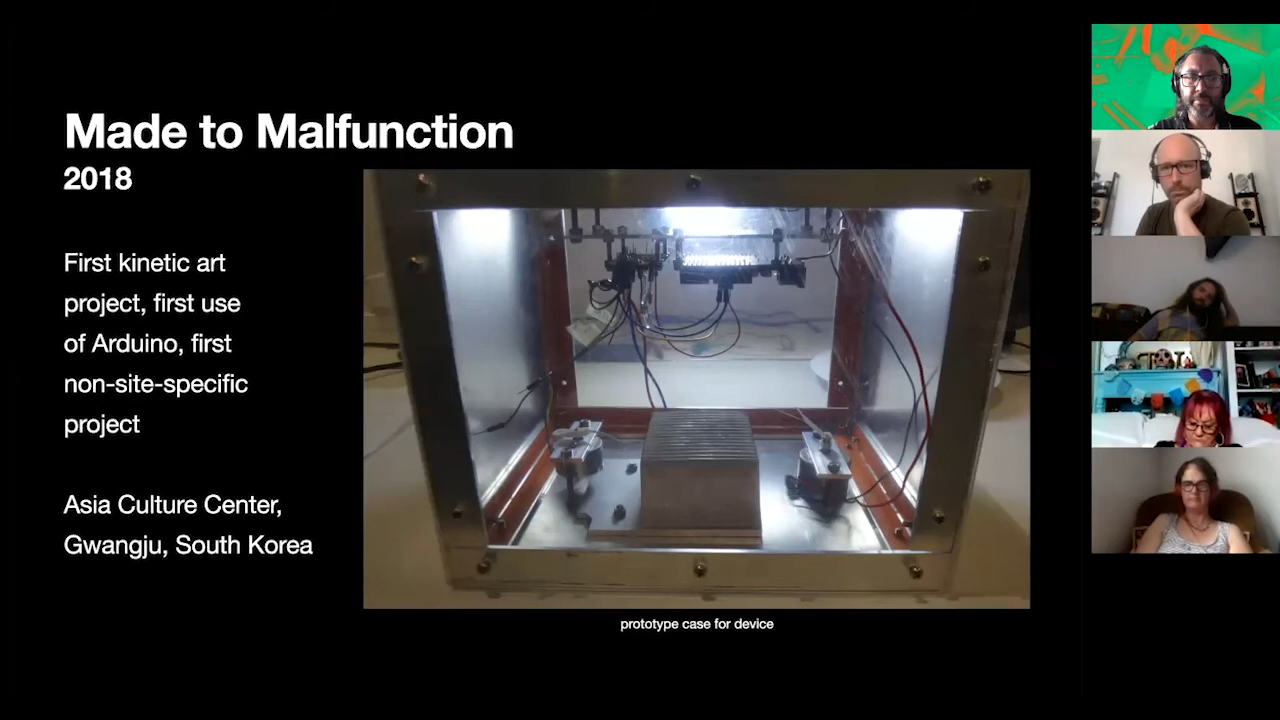 Made to Malfunction
2018
First kinetic art
project, first use
of Arduino, first
non-site-specific
project
Asia Culture Center,
Gwangju, South Korea
prototype case for device